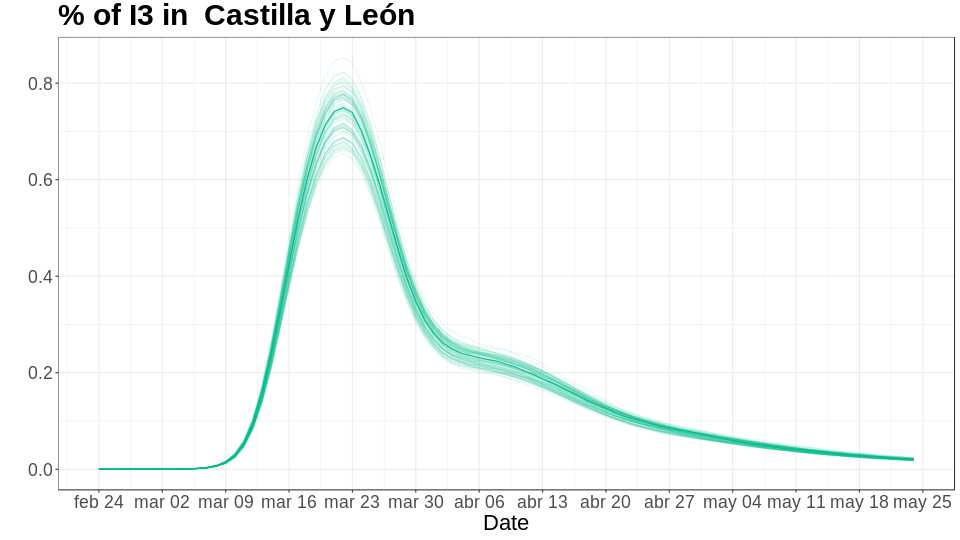 % of I3 in  Castilla y León
0.8
0.6
0.4
0.2
0.0
feb 24 mar 02 mar 09 mar 16 mar 23 mar 30 abr 06 abr 13 abr 20 abr 27 may 04 may 11 may 18 may 25
Date